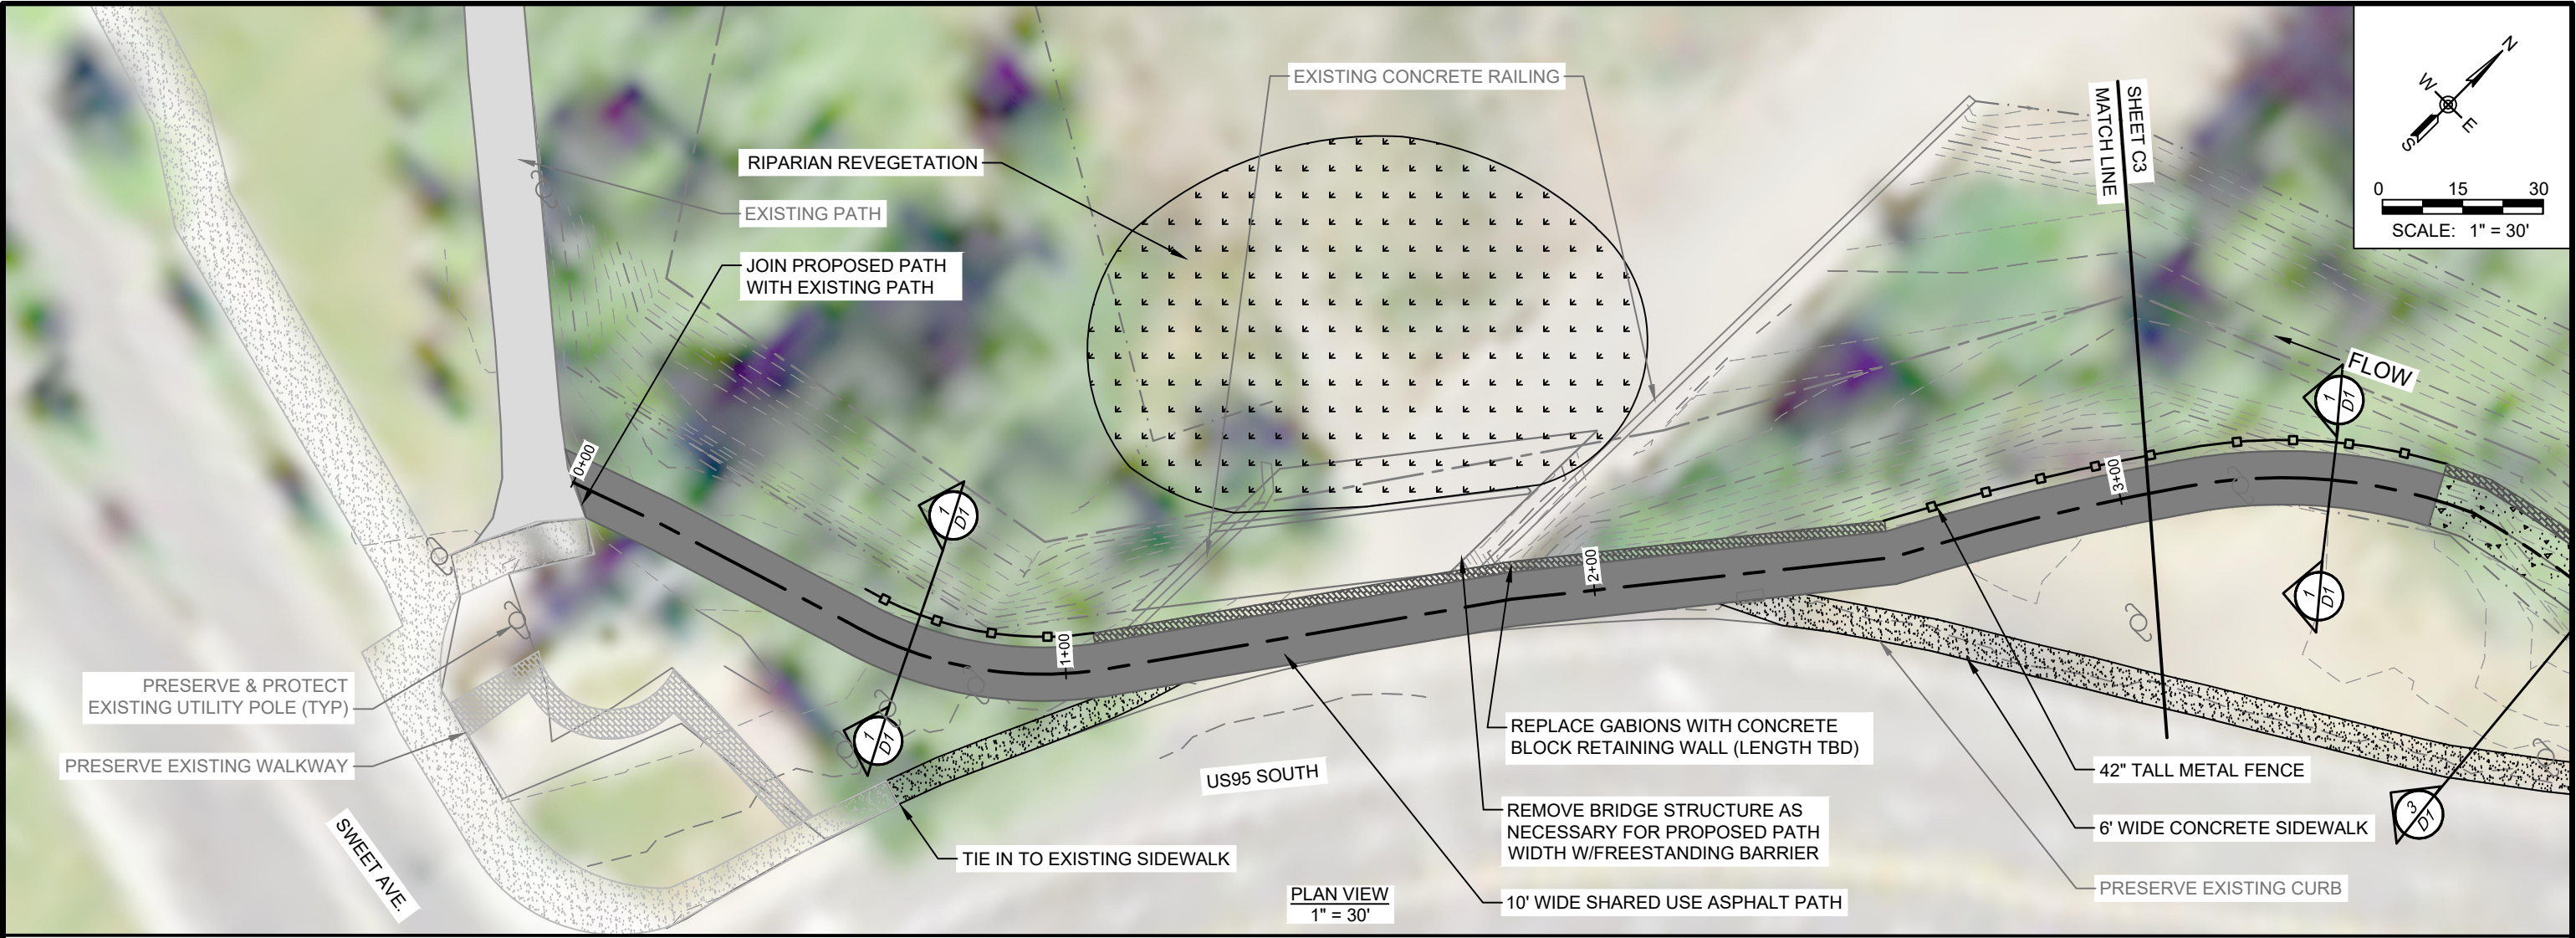 EXISTING CONCRETE RAILING
SHEET C3
MATCH LINE
N
W
E
S
0 15 30
SCALE: 1" = 30'
RIPARIAN REVEGETATION
EXISTING PATH
JOIN PROPOSED PATH
WITH EXISTING PATH
FLOW
1
D1
0+00
1
D1
3+00
2+00
1
D1
1+00
PRESERVE & PROTECT
EXISTING UTILITY POLE (TYP)
PRESERVE EXISTING WALKWAY
1
D1
US95 SOUTH
REPLACE GABIONS WITH CONCRETE
BLOCK RETAINING WALL (LENGTH TBD)
42" TALL METAL FENCE
REMOVE BRIDGE STRUCTURE AS
NECESSARY FOR PROPOSED PATH
WIDTH W/FREESTANDING BARRIER
6' WIDE CONCRETE SIDEWALK
3
D1
SWEET AVE.
TIE IN TO EXISTING SIDEWALK
PLAN VIEW
1" = 30'
10' WIDE SHARED USE ASPHALT PATH
PRESERVE EXISTING CURB